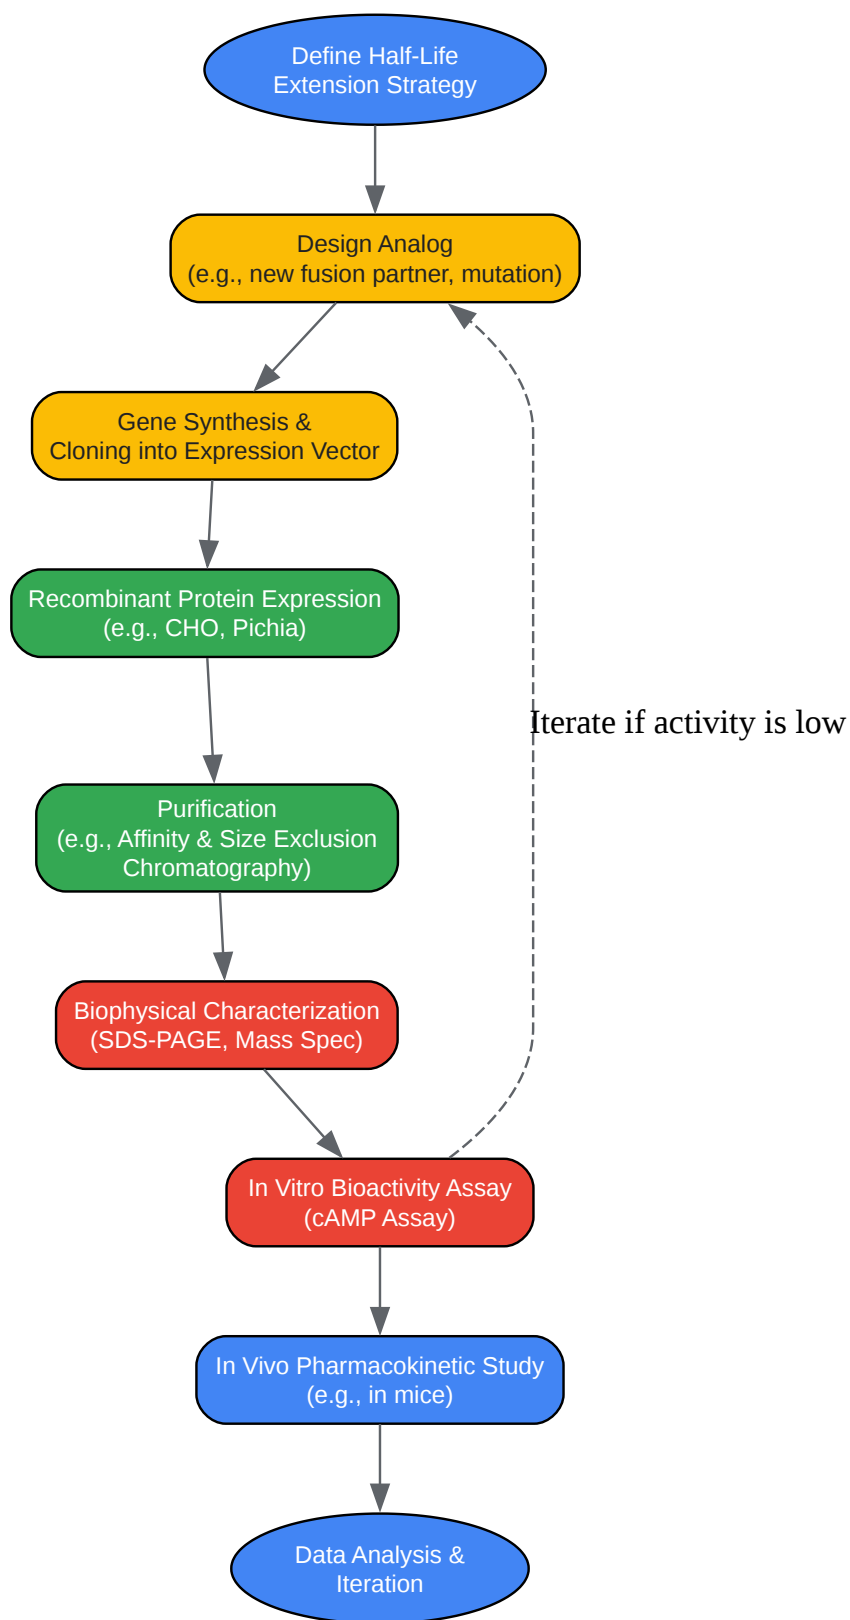 Define Half-Life
Extension Strategy
Design Analog
(e.g., new fusion partner, mutation)
Gene Synthesis &
Cloning into Expression Vector
Recombinant Protein Expression
(e.g., CHO, Pichia)
Iterate if activity is low
Purification
(e.g., Affinity & Size Exclusion
Chromatography)
Biophysical Characterization
(SDS-PAGE, Mass Spec)
In Vitro Bioactivity Assay
(cAMP Assay)
In Vivo Pharmacokinetic Study
(e.g., in mice)
Data Analysis &
Iteration